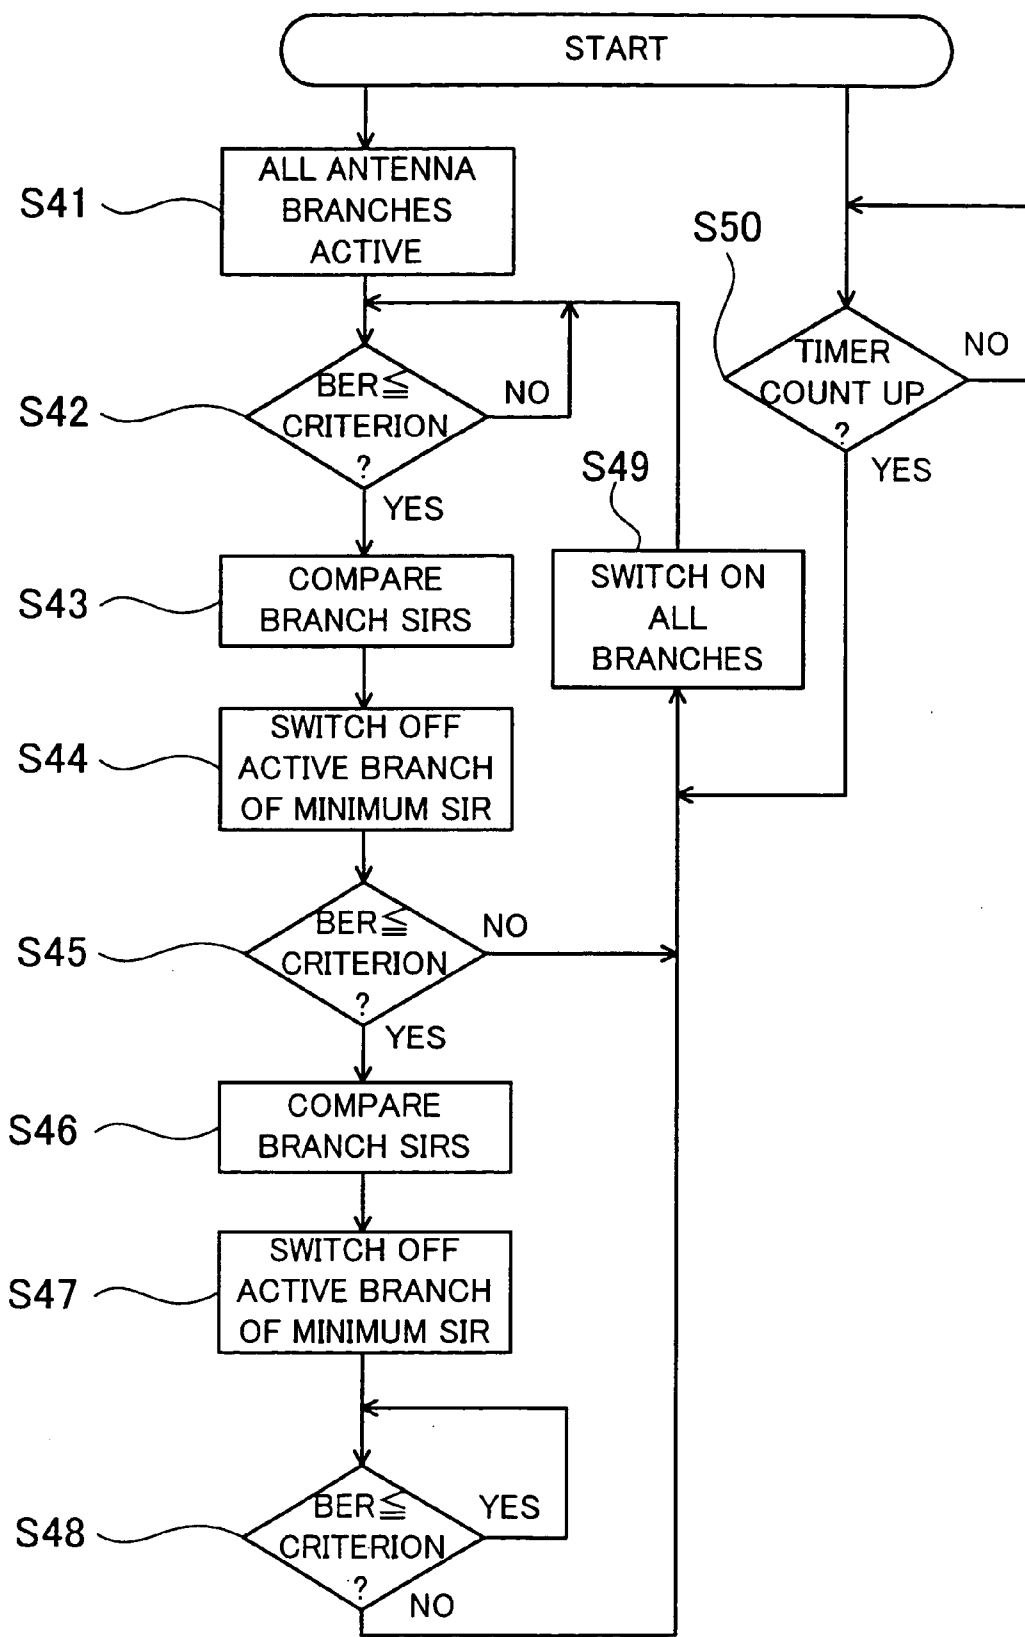 START
S41
ALL ANTENNA
BRANCHES
ACTIVE
S50
TIMER
COUNT UP
?
NO
YES
S42
BER≦
CRITERION
?
NO
YES
S49
SWITCH ON
ALL
BRANCHES
S43
COMPARE
BRANCH SIRS
S44
SWITCH OFF
ACTIVE BRANCH
OF MINIMUM SIR
S45
BER≦
CRITERION
?
NO
YES
S46
COMPARE
BRANCH SIRS
S47
SWITCH OFF
ACTIVE BRANCH
OF MINIMUM SIR
S48
BER≦
CRITERION
?
YES
NO